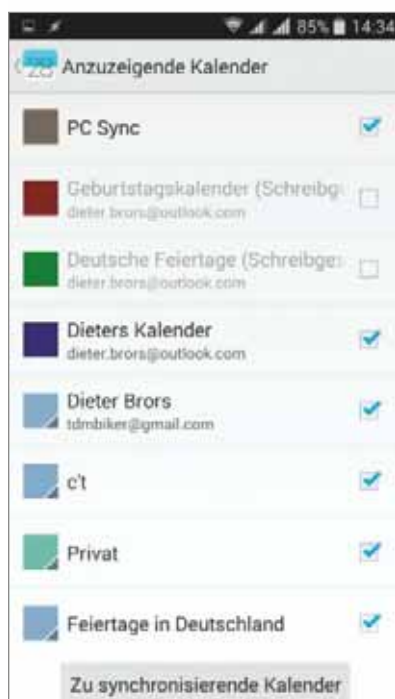 85% 14:34
28 Anzuzeigende Kalender
PC Sync
Geburtstagskalender (Schreibg
dieter.brors@outlook.com
Deutsche Feiertage (Schreibge
dieter.brors@outlook.com
Dieters Kalender
dieter.brors@outlook.com
Dieter Brors
tdmbiker@gmail.com
c't
Privat
Feiertage in Deutschland
Zu synchronisierende Kalender